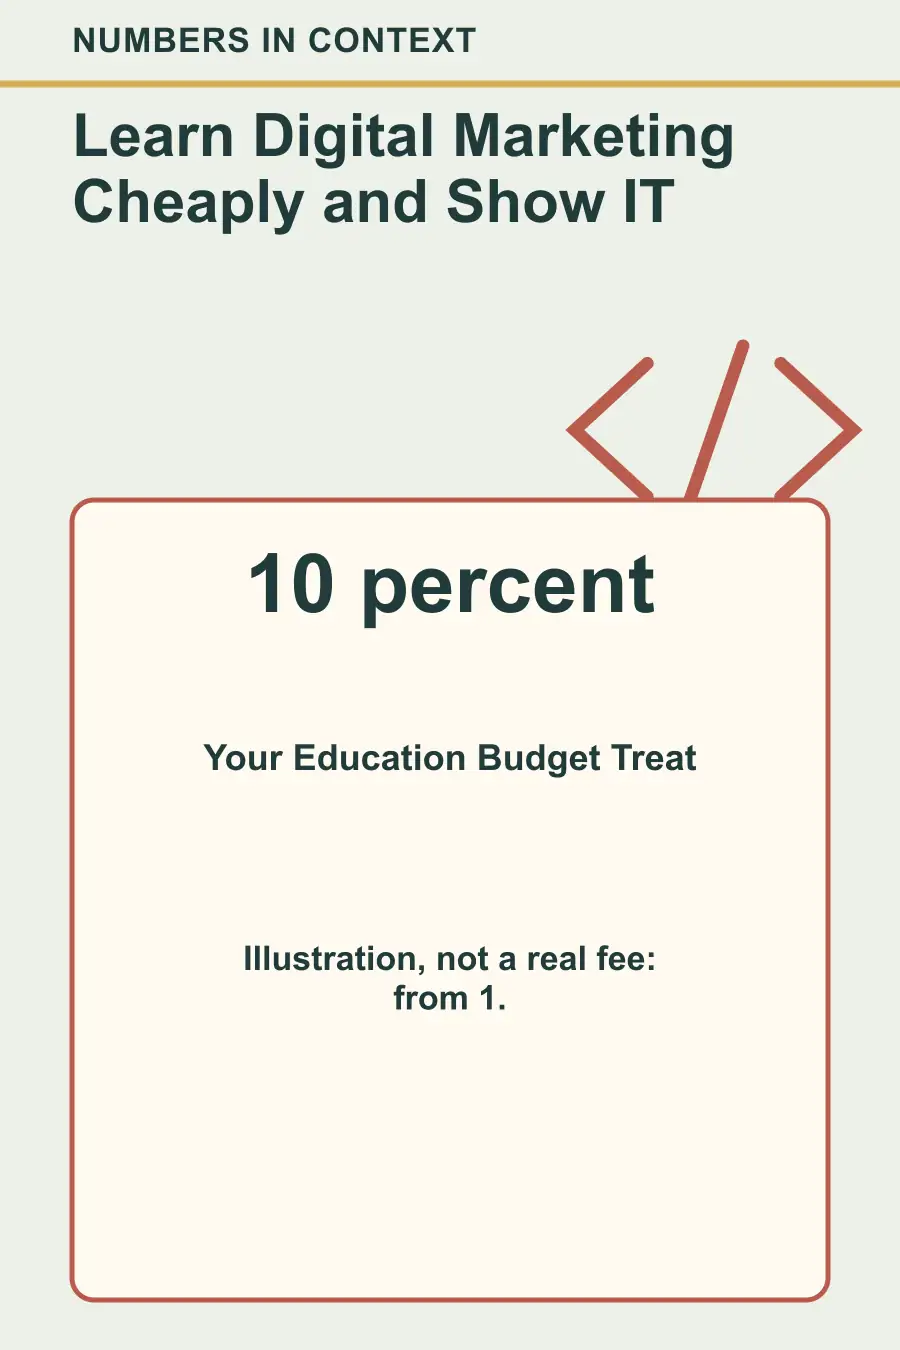 NUMBERS IN CONTEXT
Learn Digital Marketing
Cheaply and Show IT
10 percent
Your Education Budget Treat
Illustration, not a real fee:
from 1.